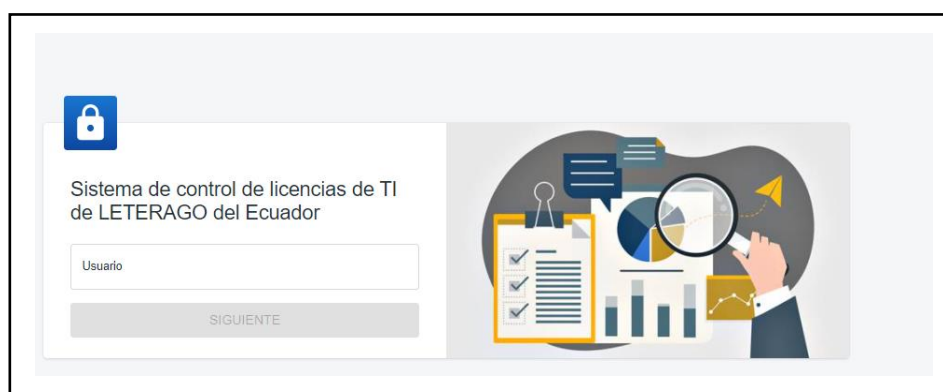 Sistema de control de licencias de TI
de LETERAGO del Ecuador
Usuario
SIGUIENTE